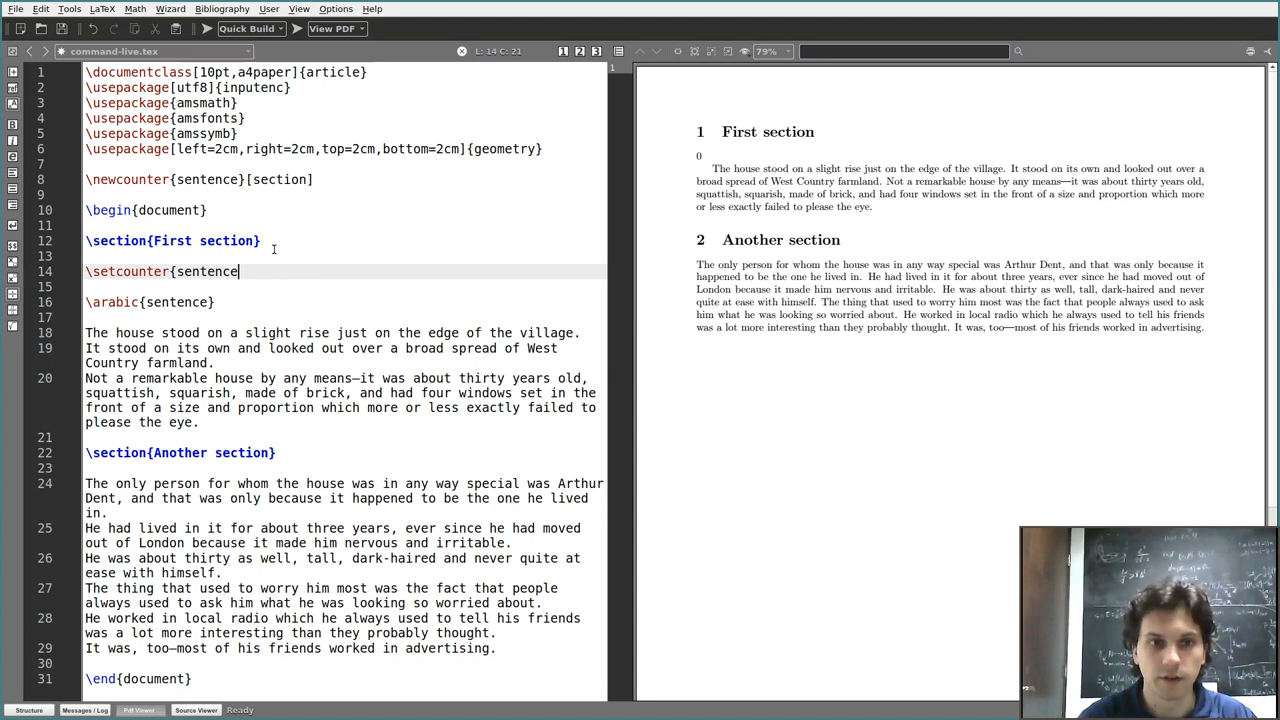 File Edit Tools LaTeX Math Wizard Bibliography User View Options Help
Quick Build View PDF
command-live.tex L: 14 C: 21 1 2 3 79%
1 \documentclass[10pt,a4paper]{article}
2 \usepackage[utf8]{inputenc}
3 \usepackage{amsmath}
4 \usepackage{amsfonts}
5 \usepackage{amssymb}
6 \usepackage[left=2cm,right=2cm,top=2cm,bottom=2cm]{geometry}
7
8 \newcounter{sentence}[section]
9
10 \begin{document}
11
12 \section{First section}
13
14 \setcounter{sentence
15
16 \arabic{sentence}
17
18 The house stood on a slight rise just on the edge of the village.
19 It stood on its own and looked out over a broad spread of West
Country farmland.
20 Not a remarkable house by any means—it was about thirty years old,
squattish, squarish, made of brick, and had four windows set in the
front of a size and proportion which more or less exactly failed to
please the eye.
21
22 \section{Another section}
23
24 The only person for whom the house was in any way special was Arthur
Dent, and that was only because it happened to be the one he lived
in.
25 He had lived in it for about three years, ever since he had moved
out of London because it made him nervous and irritable.
26 He was about thirty as well, tall, dark-haired and never quite at
ease with himself.
27 The thing that used to worry him most was the fact that people
always used to ask him what he was looking so worried about.
28 He worked in local radio which he always used to tell his friends
was a lot more interesting than they probably thought.
29 It was, too—most of his friends worked in advertising.
30
31 \end{document}
1
1 First section
0
The house stood on a slight rise just on the edge of the village. It stood on its own and looked out over a
broad spread of West Country farmland. Not a remarkable house by any means—it was about thirty years old,
squattish, squarish, made of brick, and had four windows set in the front of a size and proportion which more
or less exactly failed to please the eye.
2 Another section
The only person for whom the house was in any way special was Arthur Dent, and that was only because it
happened to be the one he lived in. He had lived in it for about three years, ever since he had moved out of
London because it made him nervous and irritable. He was about thirty as well, tall, dark-haired and never
quite at ease with himself. The thing that used to worry him most was the fact that people always used to ask
him what he was looking so worried about. He worked in local radio which he always used to tell his friends
was a lot more interesting than they probably thought. It was, too—most of his friends worked in advertising.
Structure Messages / Log Pdf Viewer Source Viewer Ready